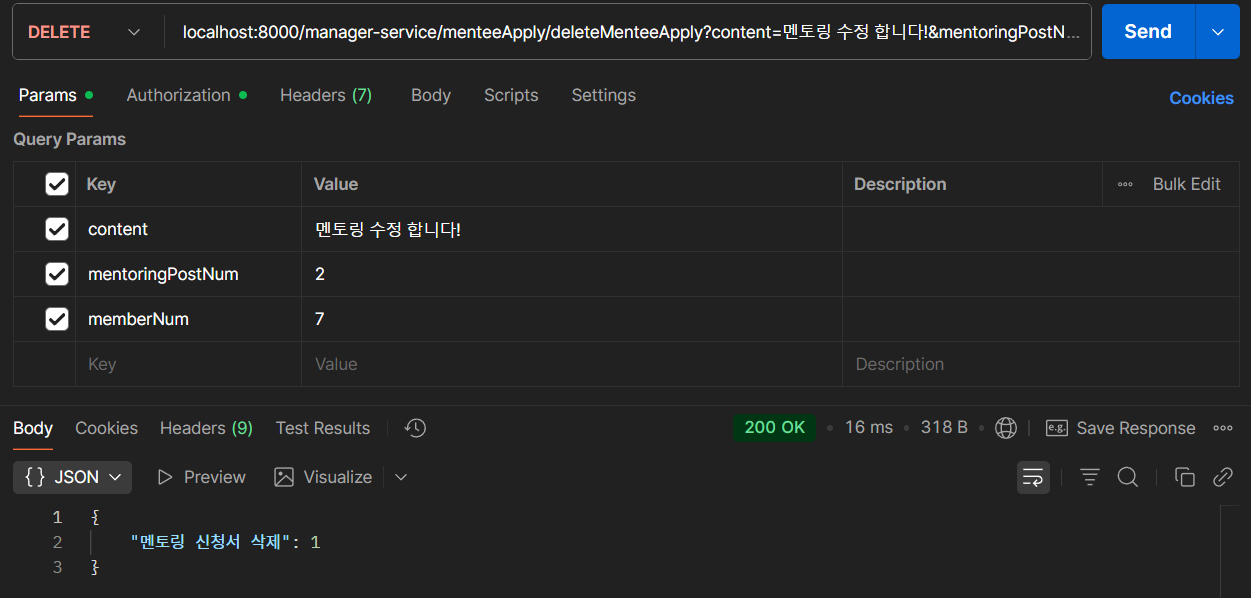 DELETE localhost:8000/manager-service/menteeApply/deleteMenteeApply?content=멘토링 수정 합니다!&mentoringPostN... Send
Params Authorization Headers (7) Body Scripts Settings Cookies
Query Params
Key Value Description Bulk Edit
content 멘토링 수정 합니다!
mentoringPostNum 2
memberNum 7
Key Value Description
Body Cookies Headers (9) Test Results 200 OK 16 ms 318 B e.g. Save Response
{} JSON Preview Visualize
1 {
2 "멘토링 신청서 삭제": 1
3 }